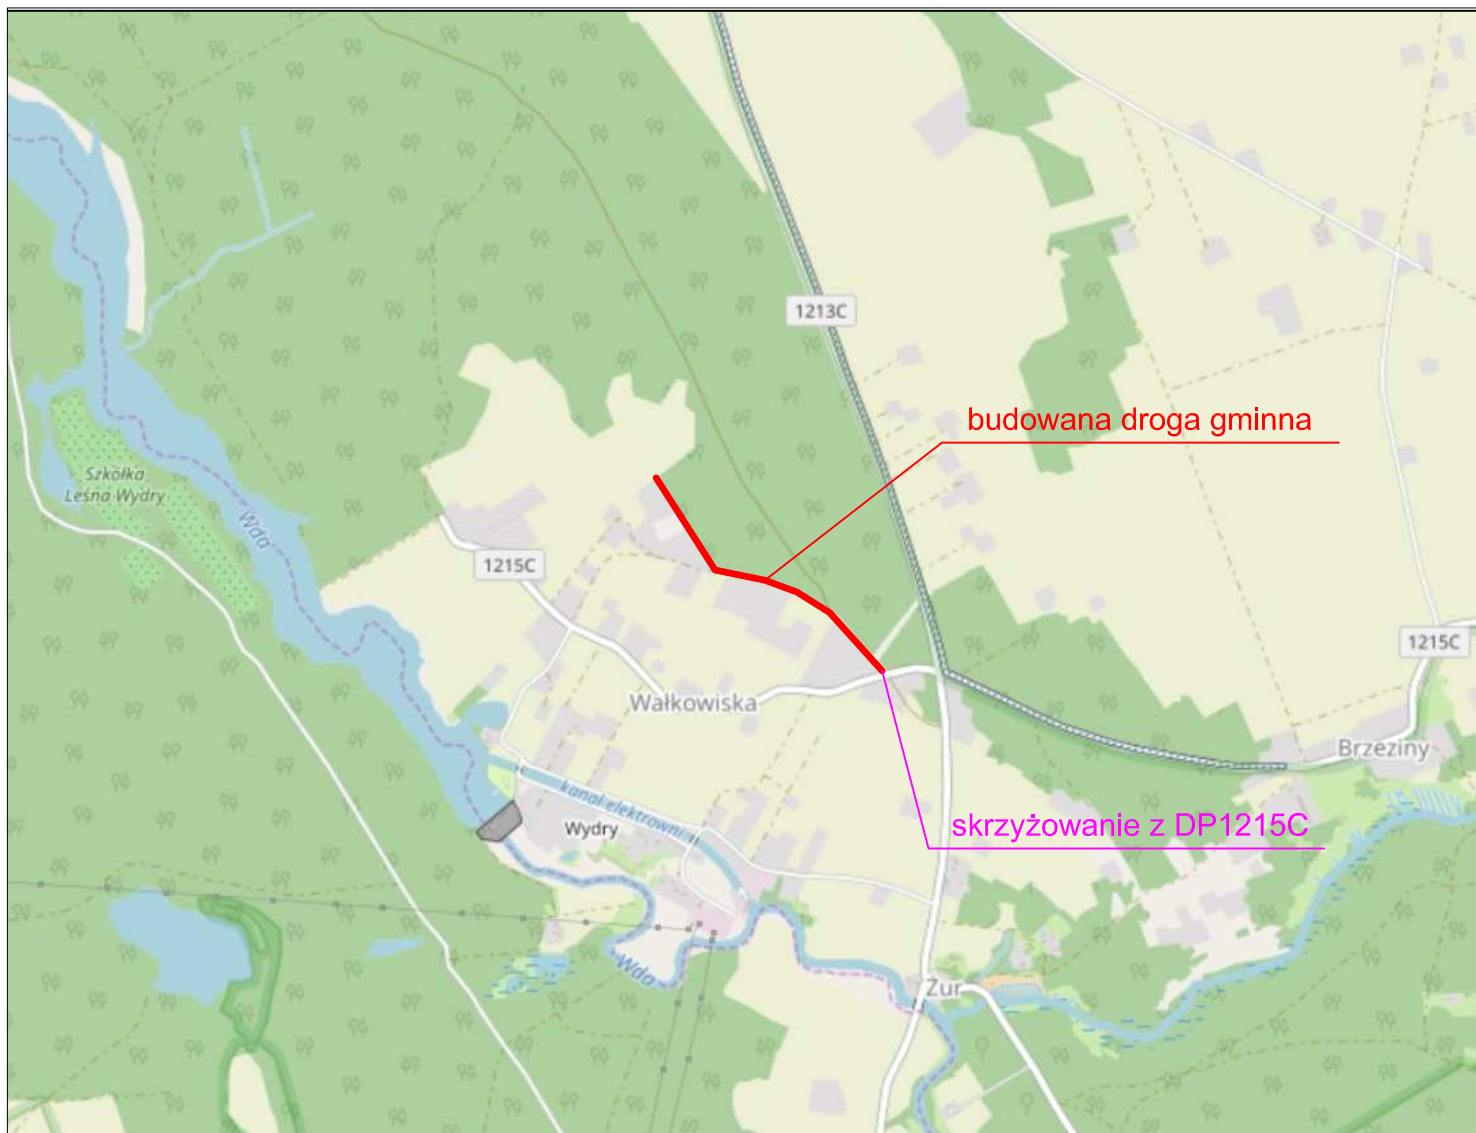 1213C
budowana droga gminna
Szkółka
Leśna Wydry
Wda
1215C
1215C
Wałkowiska
Brzeziny
kanał elektrowni
Wydry
skrzyżowanie z DP1215C
Wda
Żur